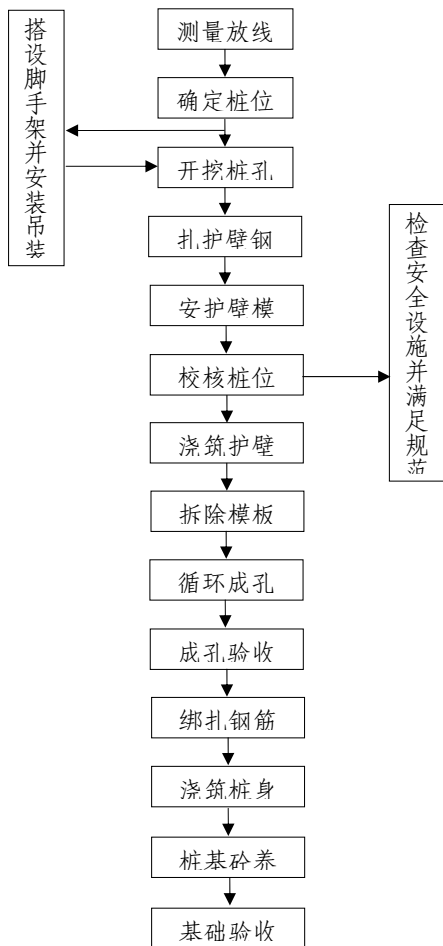 测量放线
确定桩位
搭设脚手架并安装吊装
开挖桩孔
扎护壁钢
安护壁模
校核桩位
检查安全设施并满足规范
浇筑护壁
拆除模板
循环成孔
成孔验收
绑扎钢筋
浇筑桩身
桩基砼养
基础验收